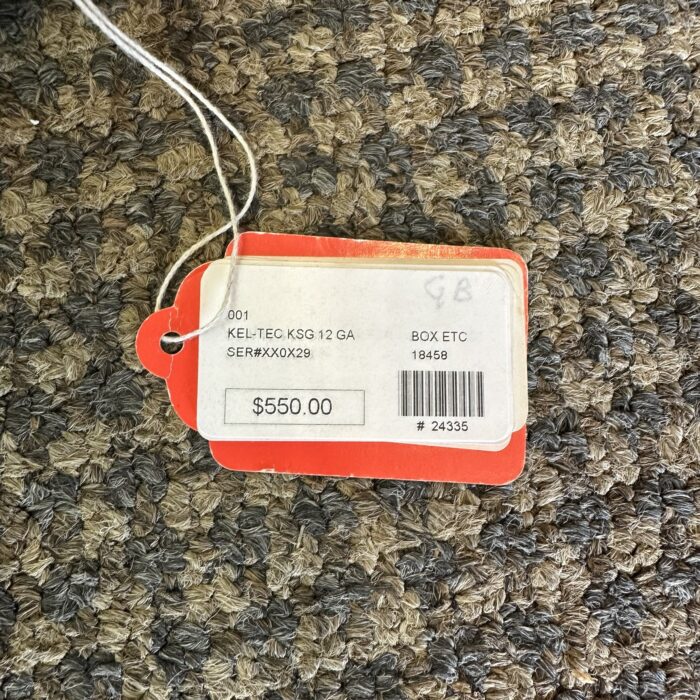 GB
001
KEL-TEC KSG 12 GA
BOX ETC
SER#XX0X29
18458
$550.00
# 24335